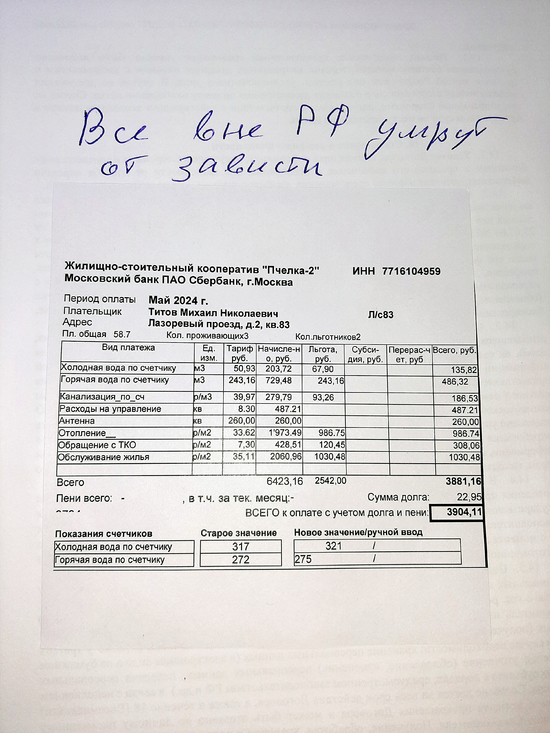 Все вне РФ умрут
от зависти
Жилищно-стоительный кооператив "Пчелка-2" ИНН 7716104959
Московский банк ПАО Сбербанк, г.Москва
Период оплаты Май 2024 г.
Плательщик Титов Михаил Николаевич Л/с83
Адрес Лазоревый проезд, д.2, кв.83
Пл. общая 58.7 Кол. проживающих3 Кол.льготников2
Вид платежа Ед. изм. Тариф руб. Начисле-но, руб. Льгота, руб. Субси-дия, руб. Перерас-чет, руб Всего, руб.
Холодная вода по счетчику м3 50,93 203,72 67,90 135,82
Горячая вода по счетчику м3 243,16 729,48 243,16 486,32
Канализация_по_сч р/м3 39,97 279,79 93,26 186,53
Расходы на управление кв 8.30 487.21 487.21
Антенна кв 260,00 260,00 260,00
Отопление__ р/м2 33.62 1'973.49 986.75 986.74
Обращение с ТКО р/м2 7,30 428,51 120,45 308,06
Обслуживание жилья р/м2 35,11 2060,96 1030,48 1030,48
Всего 6423,16 2542,00 3881,16
Пени всего: - , в т.ч. за тек. месяц:- Сумма долга: 22,95
ВСЕГО к оплате с учетом долга и пени: 3904,11
Показания счетчиков Старое значение Новое значение/ручной ввод
Холодная вода по счетчику 317 321 /
Горячая вода по счетчику 272 275 /